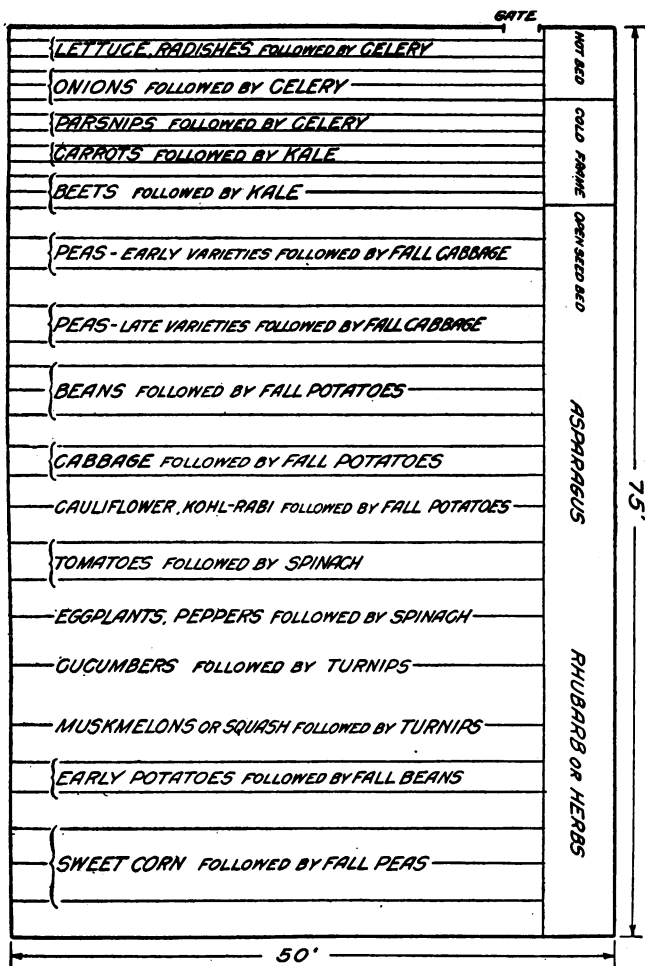 GATE
LETTUCE, RADISHES FOLLOWED BY CELERY
ONIONS FOLLOWED BY CELERY
PARSNIPS FOLLOWED BY CELERY
CARROTS FOLLOWED BY KALE
BEETS FOLLOWED BY KALE
PEAS - EARLY VARIETIES FOLLOWED BY FALL CABBAGE
PEAS - LATE VARIETIES FOLLOWED BY FALL CABBAGE
BEANS FOLLOWED BY FALL POTATOES
CABBAGE FOLLOWED BY FALL POTATOES
CAULIFLOWER, KOHL-RABI FOLLOWED BY FALL POTATOES
TOMATOES FOLLOWED BY SPINACH
EGGPLANTS, PEPPERS FOLLOWED BY SPINACH
CUCUMBERS FOLLOWED BY TURNIPS
MUSKMELONS OR SQUASH FOLLOWED BY TURNIPS
EARLY POTATOES FOLLOWED BY FALL BEANS
SWEET CORN FOLLOWED BY FALL PEAS
HOT BED
COLD FRAME
OPEN SEED BED
ASPARAGUS
RHUBARB OR HERBS
75'
50'